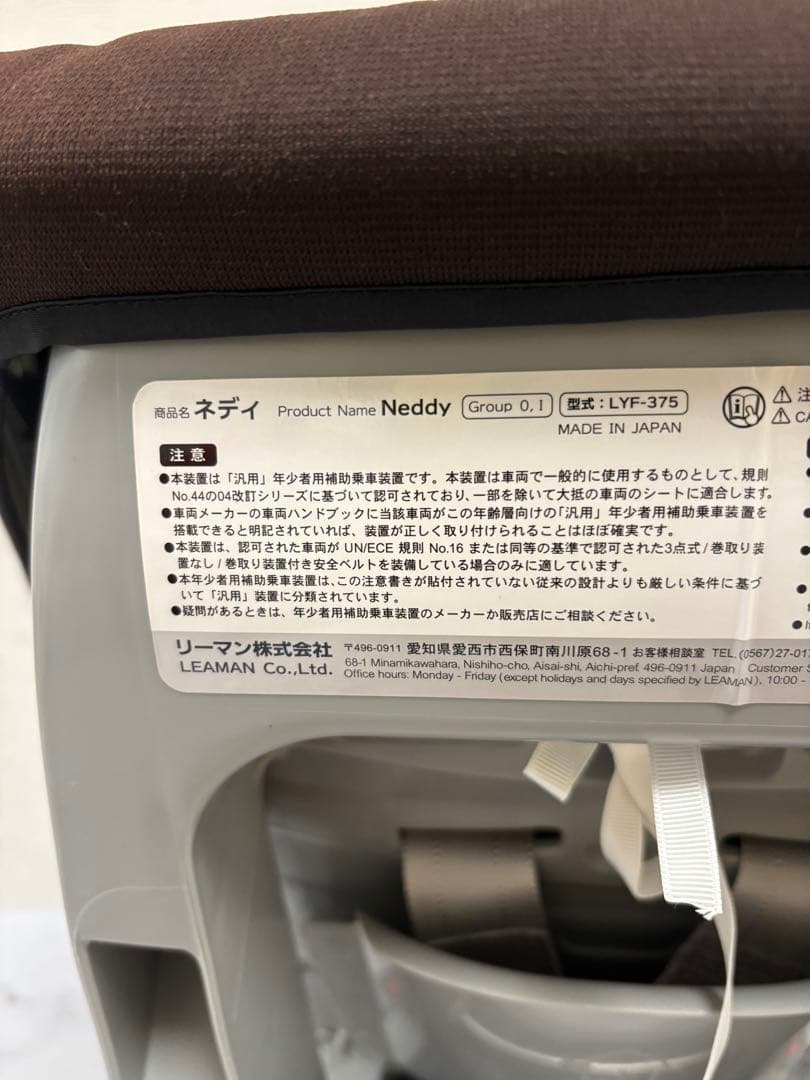 商品名 ネディ Product Name Neddy Group 0, I 型式：LYF-375
MADE IN JAPAN
⚠ 注
⚠ CA
注意
●本装置は「汎用」年少者用補助乗車装置です。本装置は車両で一般的に使用するものとして、規則
No.44の04改訂シリーズに基づいて認可されており、一部を除いて大抵の車両のシートに適合します。
●車両メーカーの車両ハンドブックに当該車両がこの年齢層向けの「汎用」年少者用補助乗車装置を
搭載できると明記されていれば、装置が正しく取り付けられることはほぼ確実です。
●本装置は、認可された車両が UN/ECE 規則 No.16 または同等の基準で認可された3点式/巻取り装
置なし/巻取り装置付き安全ベルトを装備している場合のみに適しています。
●本年少者用補助乗車装置は、この注意書きが貼付されていない従来の設計よりも厳しい条件に基づ
いて「汎用」装置に分類されています。
●疑問があるときは、年少者用補助乗車装置のメーカーか販売店にご相談ください。
リーマン株式会社 〒496-0911 愛知県愛西市西保町南川原68-1 お客様相談室 TEL.(0567)27-017
LEAMAN Co.,Ltd. 68-1 Minamikawahara, Nishiho-cho, Aisai-shi, Aichi-pref. 496-0911 Japan Customer S
Office hours: Monday - Friday (except holidays and days specified by LEAMAN). 10:00 -